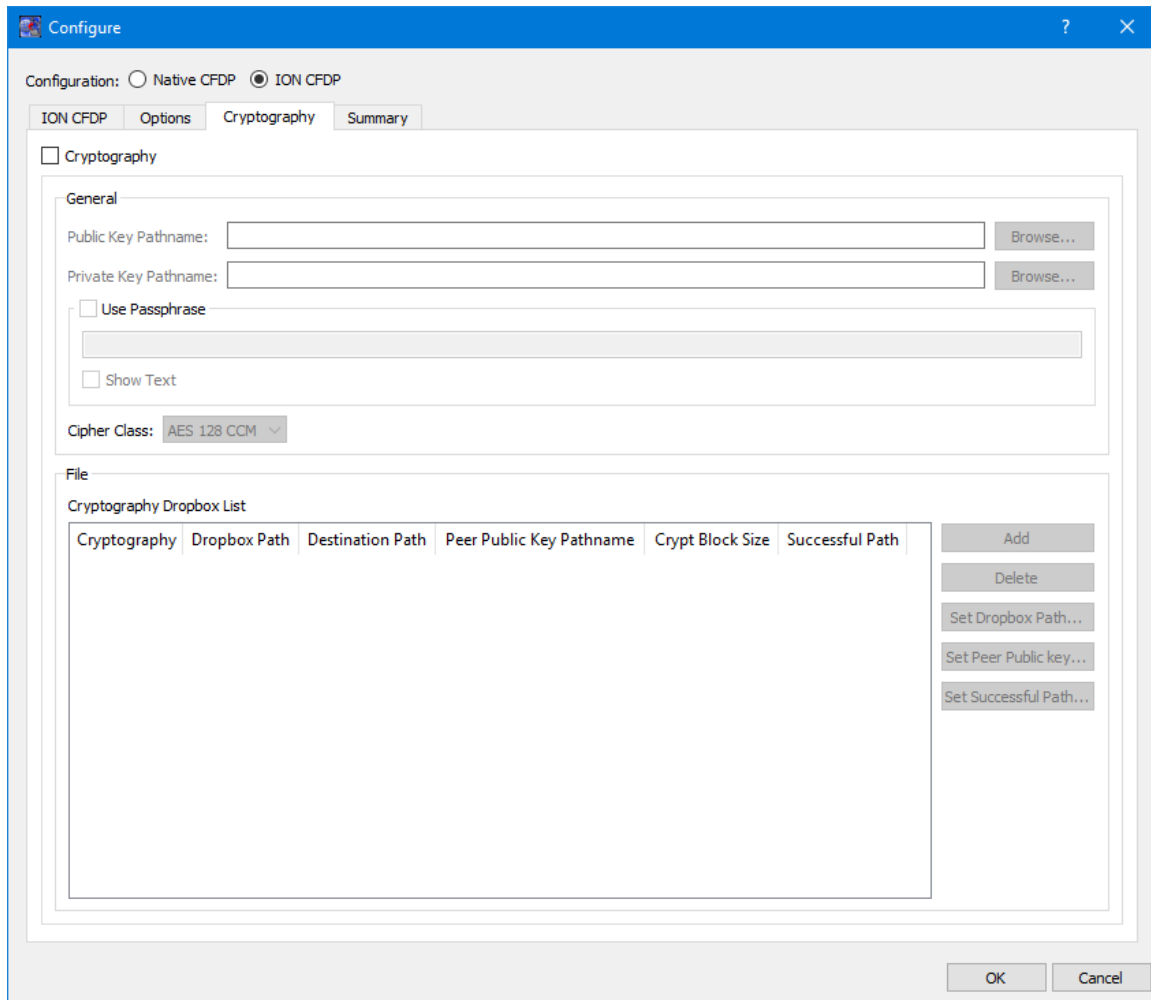 Configure ?
Configuration: Native CFDP ION CFDP
ION CFDP Options Cryptography Summary
Cryptography
General
Public Key Pathname: Browse...
Private Key Pathname: Browse...
Use Passphrase
Show Text
Cipher Class: AES 128 CCM
File
Cryptography Dropbox List
Cryptography Dropbox Path Destination Path Peer Public Key Pathname Crypt Block Size Successful Path
Add
Delete
Set Dropbox Path...
Set Peer Public key...
Set Successful Path...
OK Cancel